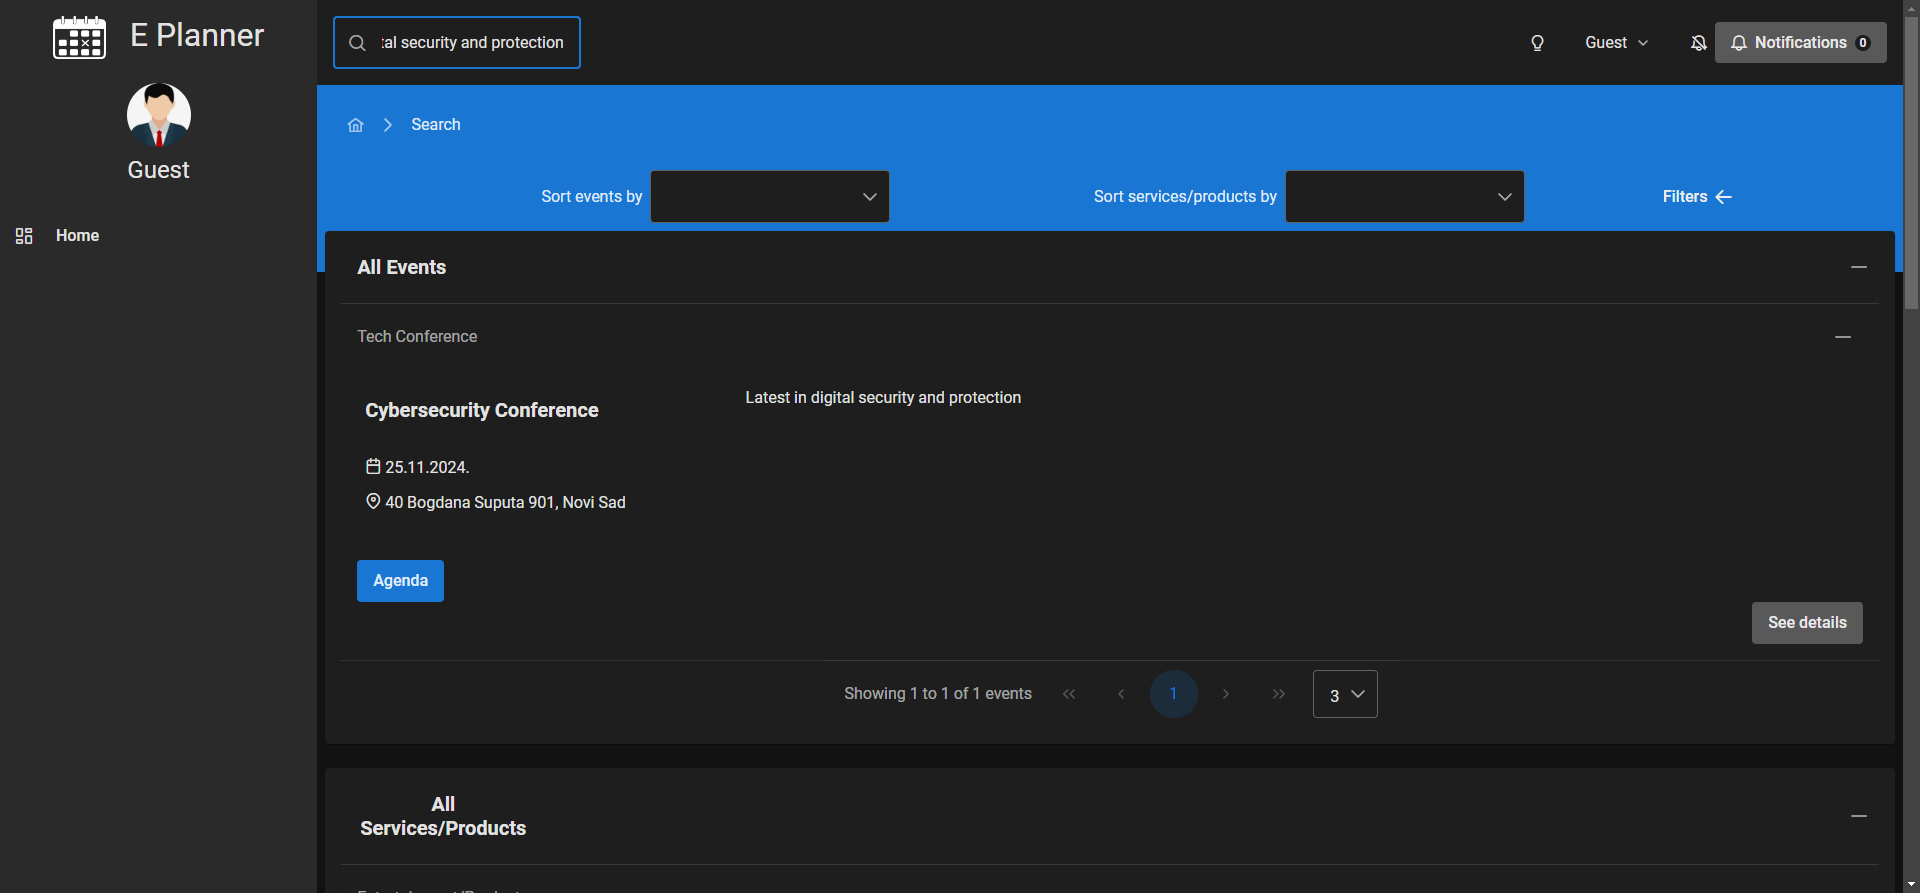 E Planner
Guest
Home
al security and protection
Guest
Notifications 0
Search
Sort events by
Sort services/products by
Filters
All Events
Tech Conference
Cybersecurity Conference
Latest in digital security and protection
25.11.2024.
40 Bogdana Suputa 901, Novi Sad
Agenda
See details
Showing 1 to 1 of 1 events
1
3
All
Services/Products